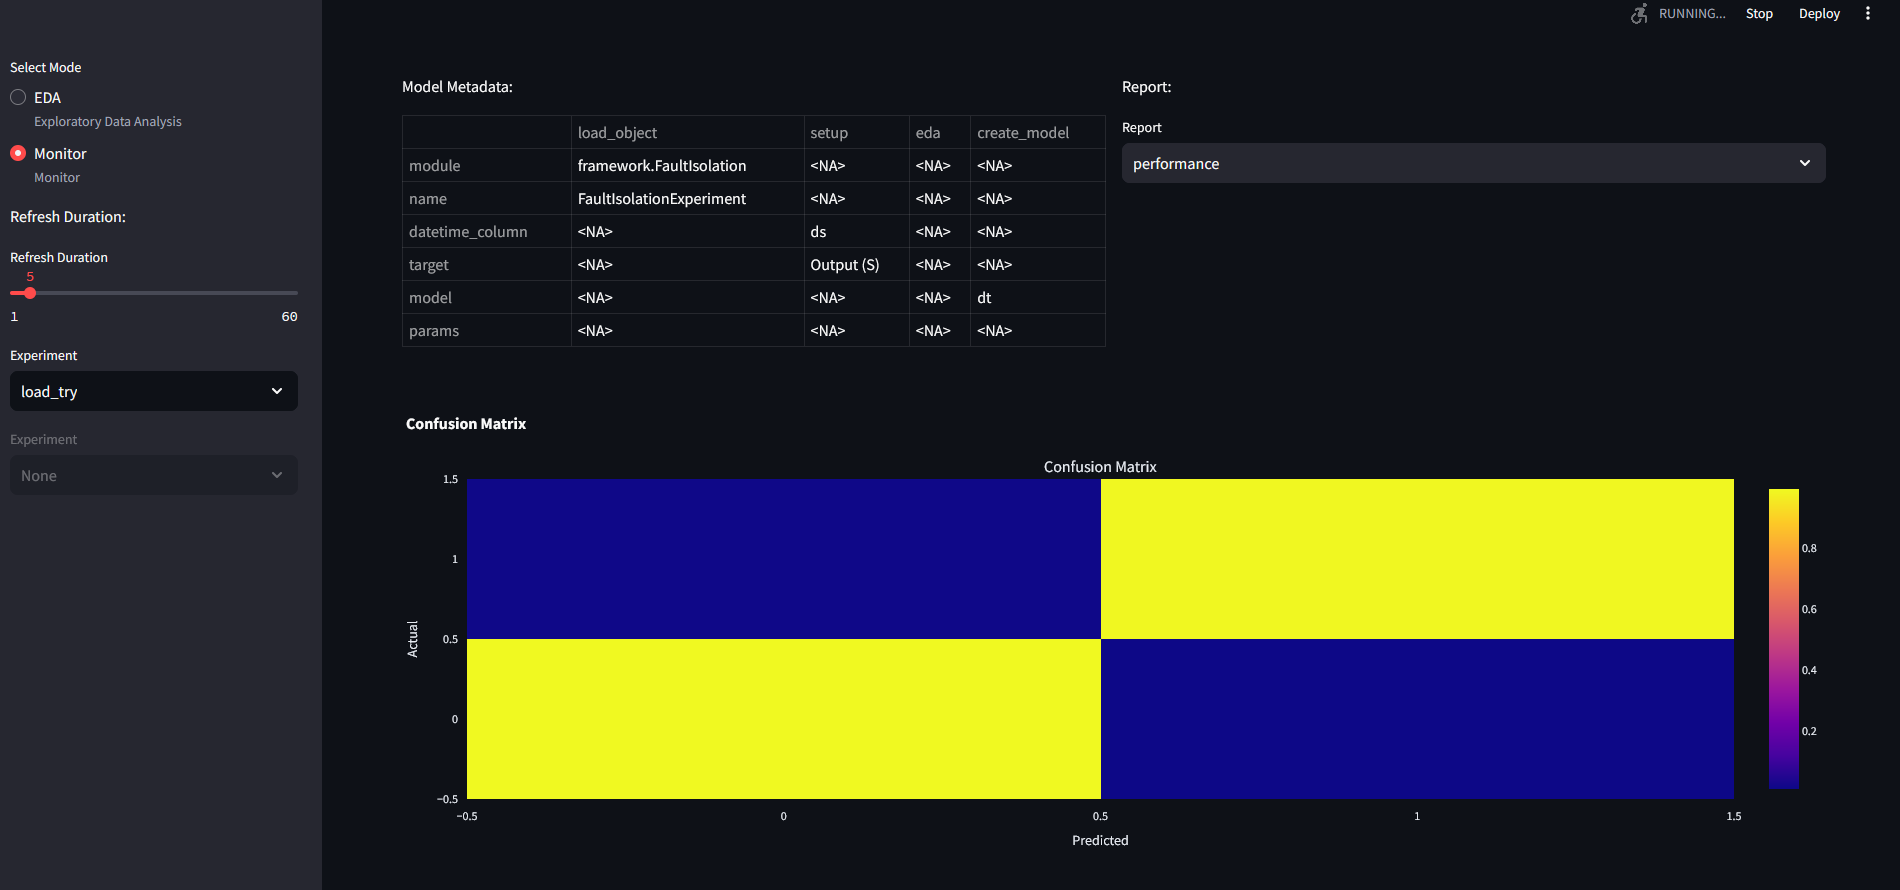 RUNNING... Stop Deploy
Select Mode
EDA
Exploratory Data Analysis
Monitor
Monitor
Refresh Duration:
Refresh Duration
5
1 60
Experiment
load_try
Experiment
None
Model Metadata:
load_object setup eda create_model
module framework.FaultIsolation <NA> <NA> <NA>
name FaultIsolationExperiment <NA> <NA> <NA>
datetime_column <NA> ds <NA> <NA>
target <NA> Output (S) <NA> <NA>
model <NA> <NA> <NA> dt
params <NA> <NA> <NA> <NA>
Report:
Report
performance
Confusion Matrix
Confusion Matrix
1.5
1
0.5
0
−0.5
Actual
−0.5 0 0.5 1 1.5
Predicted
0.8
0.6
0.4
0.2